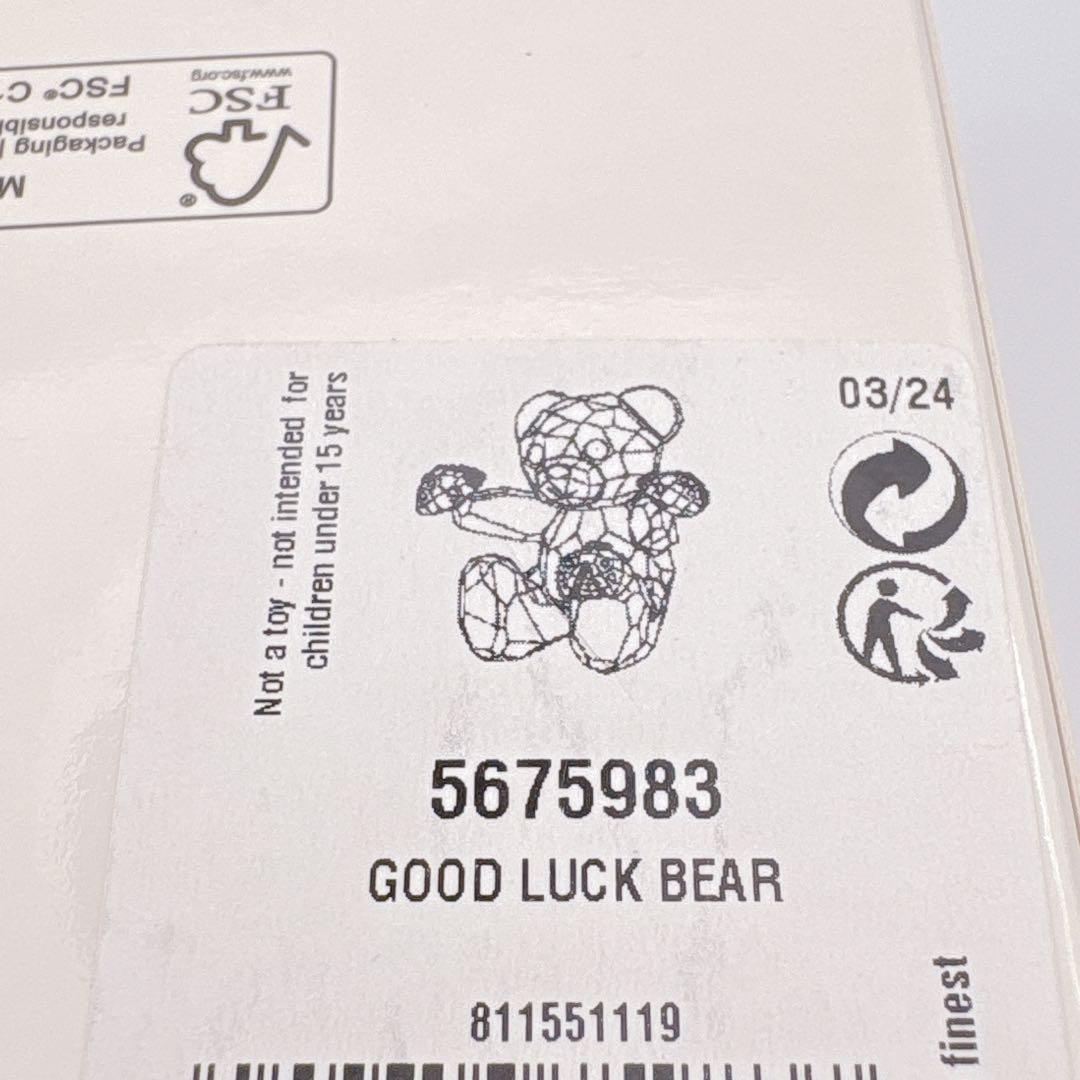 www.fsc.org
FSC
FSC® C
Packaging
®
Not a toy - not intended for
children under 15 years
03/24
5675983
GOOD LUCK BEAR
811551119
finest